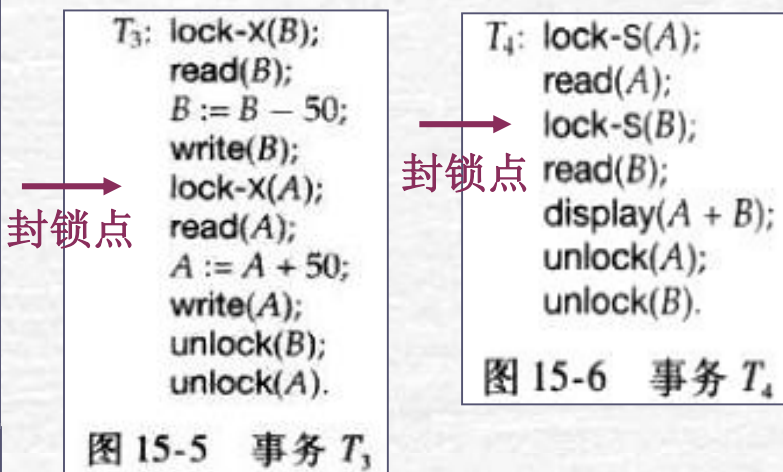 T₃: lock-X(B);
read(B);
B := B − 50;
write(B);
lock-X(A);
read(A);
A := A + 50;
write(A);
unlock(B);
unlock(A).
封锁点
图 15-5 事务 T₃
T₄: lock-S(A);
read(A);
lock-S(B);
read(B);
display(A + B);
unlock(A);
unlock(B).
封锁点
图 15-6 事务 T₄